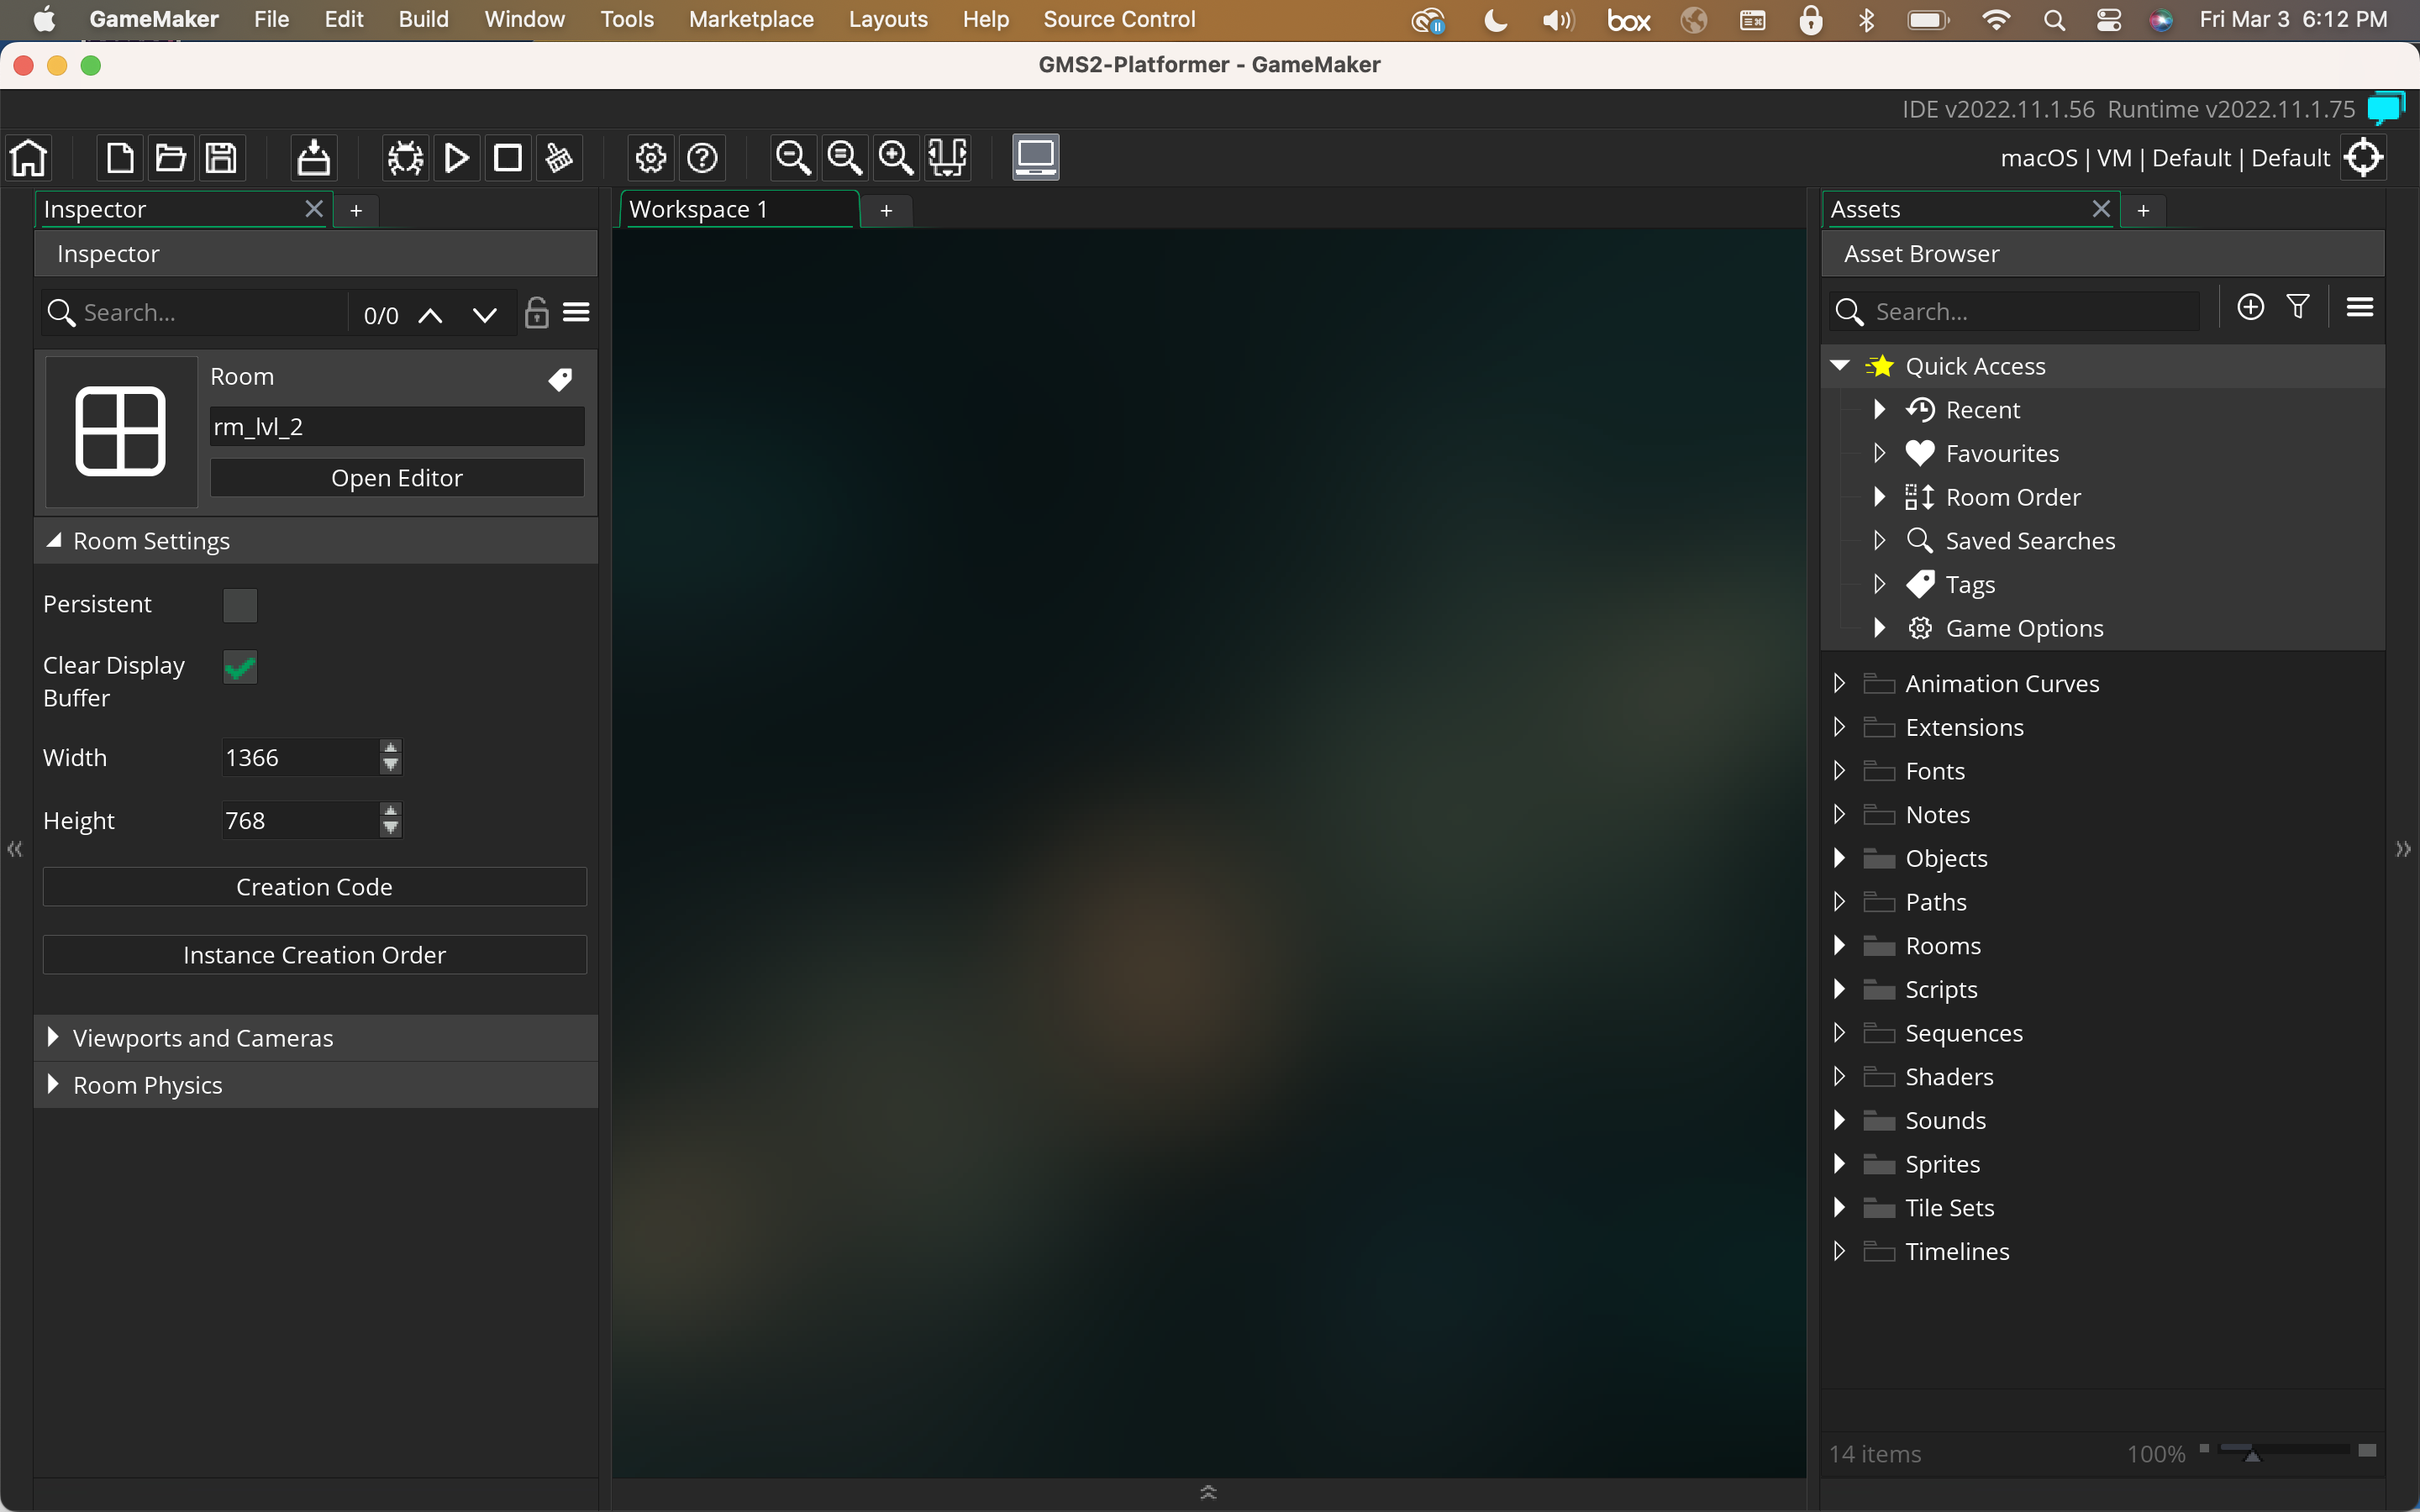 GameMaker File Edit Build Window Tools Marketplace Layouts Help Source Control box Fri Mar 3 6:12 PM
GMS2-Platformer - GameMaker
IDE v2022.11.1.56 Runtime v2022.11.1.75
macOS | VM | Default | Default
Inspector +
Inspector
Search... 0/0
Room
rm_lvl_2
Open Editor
Room Settings
Persistent
Clear Display
Buffer
Width 1366
Height 768
Creation Code
Instance Creation Order
Viewports and Cameras
Room Physics
Workspace 1 +
Assets +
Asset Browser
Search...
Quick Access
Recent
Favourites
Room Order
Saved Searches
Tags
Game Options
Animation Curves
Extensions
Fonts
Notes
Objects
Paths
Rooms
Scripts
Sequences
Shaders
Sounds
Sprites
Tile Sets
Timelines
14 items 100%